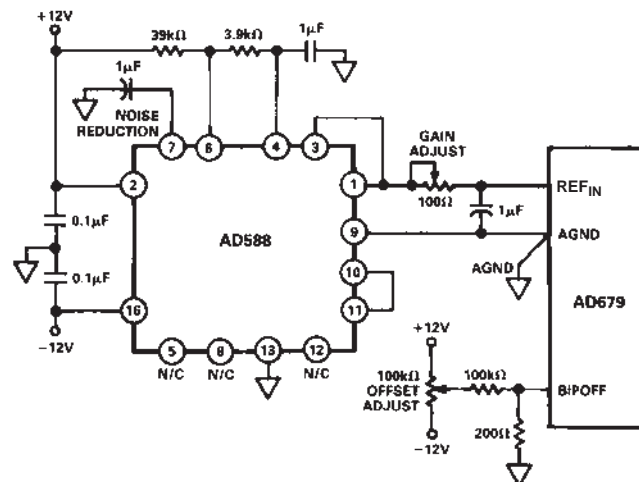 +12V
39kΩ
3.9kΩ
1μF
1μF
NOISE
REDUCTION
7
6
4
3
GAIN
ADJUST
2
1
100Ω
REFIN
1μF
0.1μF
AD588
9
AGND
AGND
10
0.1μF
11
AD679
16
-12V
5
8
13
12
N/C
N/C
N/C
+12V
100kΩ
OFFSET
ADJUST
100kΩ
BIPOFF
200Ω
-12V